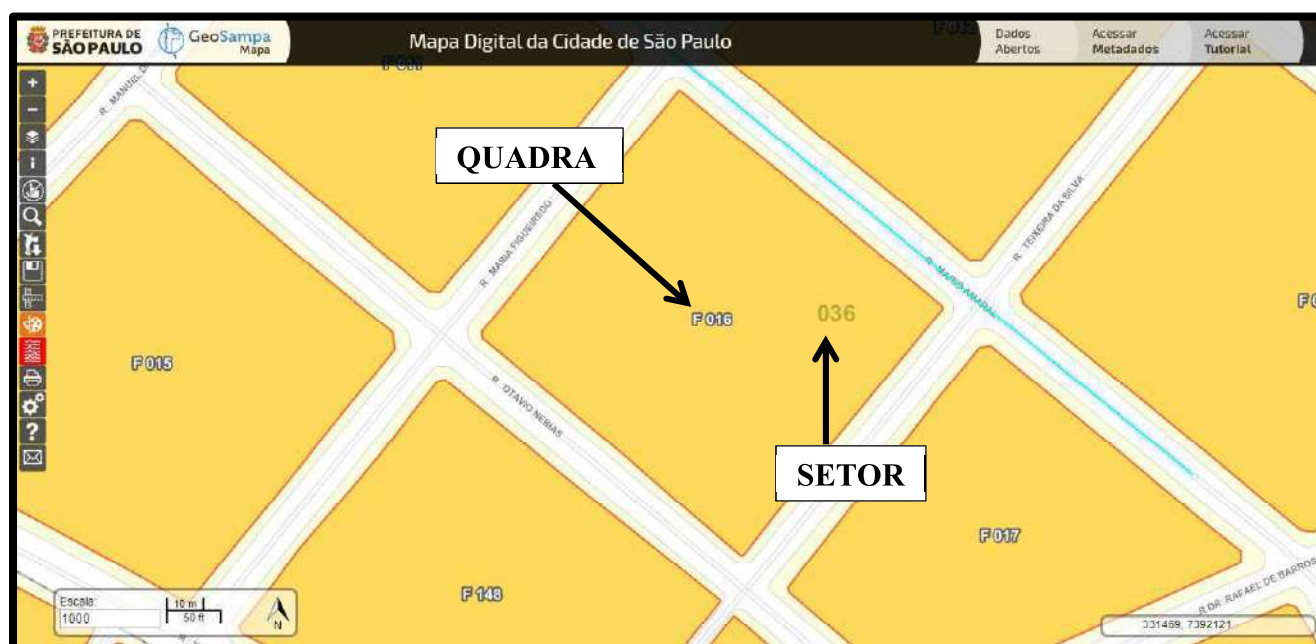 PREFEITURA DE
SÃO PAULO
GeoSampa
Mapa
Mapa Digital da Cidade de São Paulo
Dados
Abertos
Acessar
Metadados
Acessar
Tutorial
F 011
R. MANUEL
QUADRA
R. MARIA FIGUEIREDO
R. TEIXEIRA DA SILVA
R. MARIO AMARAL
F 016
036
F 015
R. OTAVIO NEBIAS
SETOR
F 017
F 148
R. DR. RAFAEL DE BARROS
Escala:
1000
10 m
50 ft
N
331469, 7392121